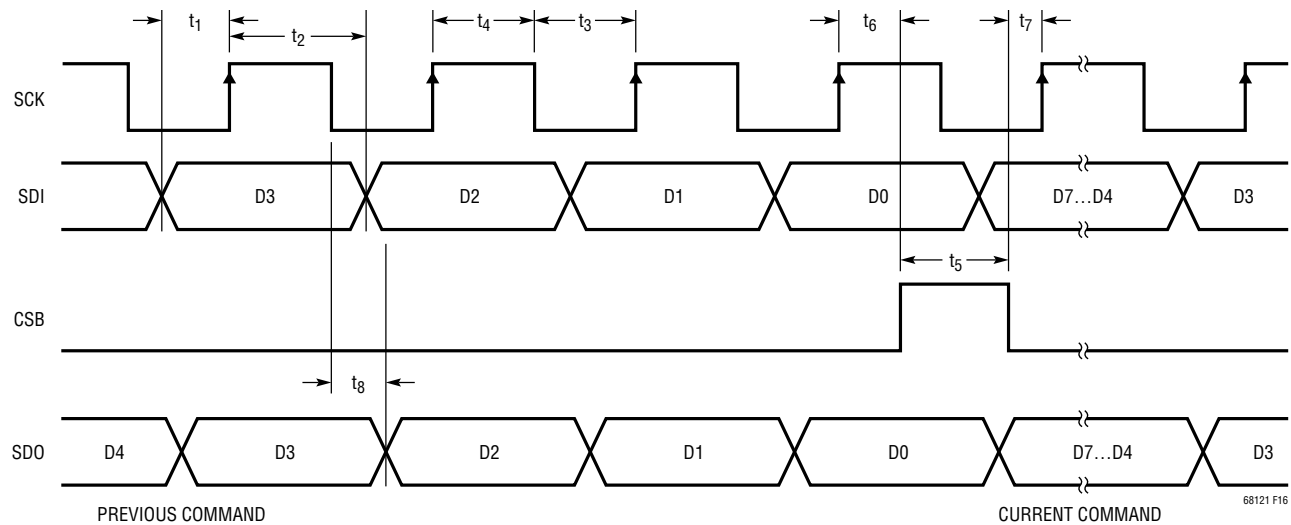 t1 t2 t4 t3 t6 t7
SCK
SDI D3 D2 D1 D0 D7...D4 D3
t5
CSB
t8
SDO D4 D3 D2 D1 D0 D7...D4 D3
68121 F16
PREVIOUS COMMAND CURRENT COMMAND